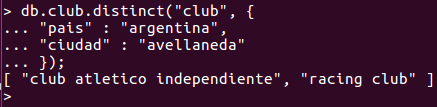 > db.club.distinct("club", {
... "pais" : "argentina",
... "ciudad" : "avellaneda"
... });
[ "club atletico independiente", "racing club" ]
>